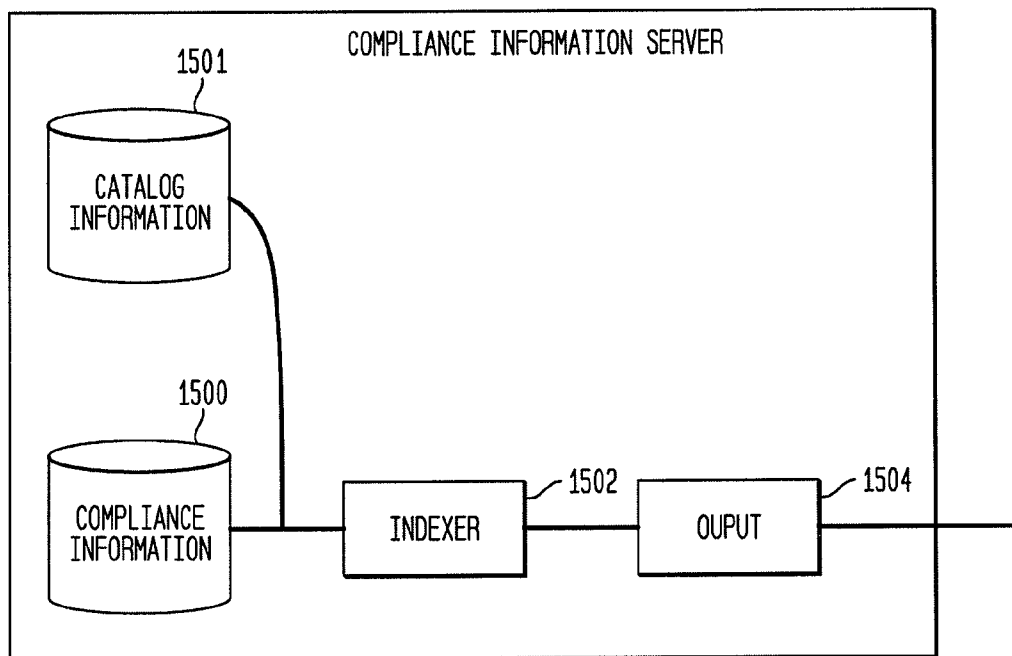 COMPLIANCE INFORMATION SERVER
1501
CATALOG
INFORMATION
1500
COMPLIANCE
INFORMATION
1502
INDEXER
1504
OUPUT